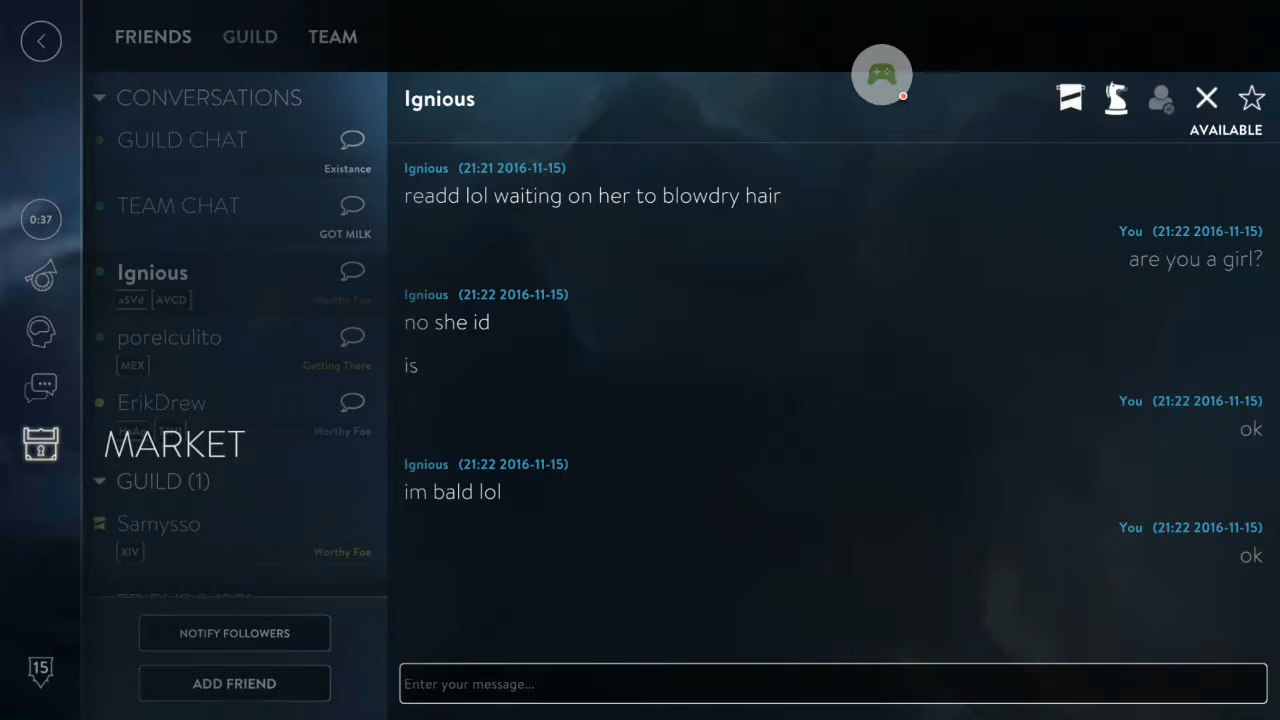 FRIENDS GUILD TEAM
CONVERSATIONS
GUILD CHAT
Existance
TEAM CHAT
GOT MILK
Ignious
aSVd [AVCD] Worthy Foe
porelculito
[MEX] Getting There
ErikDrew
Worthy Foe
MARKET
GUILD (1)
Samysso
[XIV] Worthy Foe
NOTIFY FOLLOWERS
ADD FRIEND
0:37
15
Ignious
AVAILABLE
Ignious (21:21 2016-11-15)
readd lol waiting on her to blowdry hair
You (21:22 2016-11-15)
are you a girl?
Ignious (21:22 2016-11-15)
no she id
is
You (21:22 2016-11-15)
ok
Ignious (21:22 2016-11-15)
im bald lol
You (21:22 2016-11-15)
ok
Enter your message...